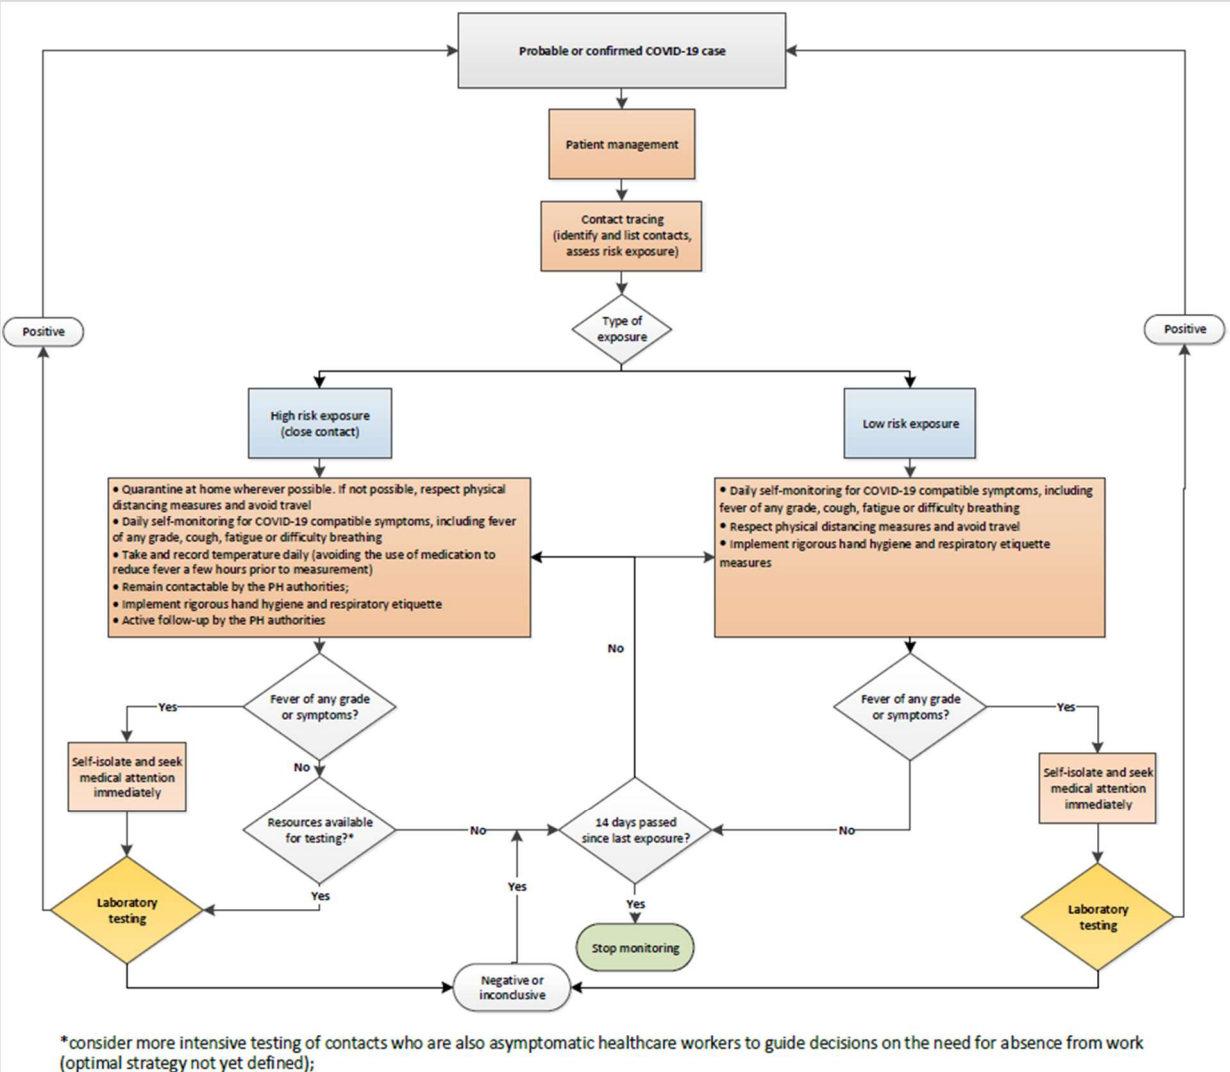 Probable or confirmed COVID-19 case
Patient management
Contact tracing
(identify and list contacts,
assess risk exposure)
Type of
exposure
Positive
Positive
High risk exposure
(close contact)
Low risk exposure
• Quarantine at home wherever possible. If not possible, respect physical
distancing measures and avoid travel
• Daily self-monitoring for COVID-19 compatible symptoms, including fever
of any grade, cough, fatigue or difficulty breathing
• Take and record temperature daily (avoiding the use of medication to
reduce fever a few hours prior to measurement)
• Remain contactable by the PH authorities;
• Implement rigorous hand hygiene and respiratory etiquette
• Active follow-up by the PH authorities
• Daily self-monitoring for COVID-19 compatible symptoms, including
fever of any grade, cough, fatigue or difficulty breathing
• Respect physical distancing measures and avoid travel
• Implement rigorous hand hygiene and respiratory etiquette
measures
No
Fever of any grade
or symptoms?
Yes
Self-isolate and seek
medical attention
immediately
No
Resources available
for testing?*
No
Yes
Laboratory
testing
Yes
14 days passed
since last exposure?
Yes
Stop monitoring
Negative or
inconclusive
Fever of any grade
or symptoms?
Yes
No
Self-isolate and seek
medical attention
immediately
Laboratory
testing
*consider more intensive testing of contacts who are also asymptomatic healthcare workers to guide decisions on the need for absence from work
(optimal strategy not yet defined);